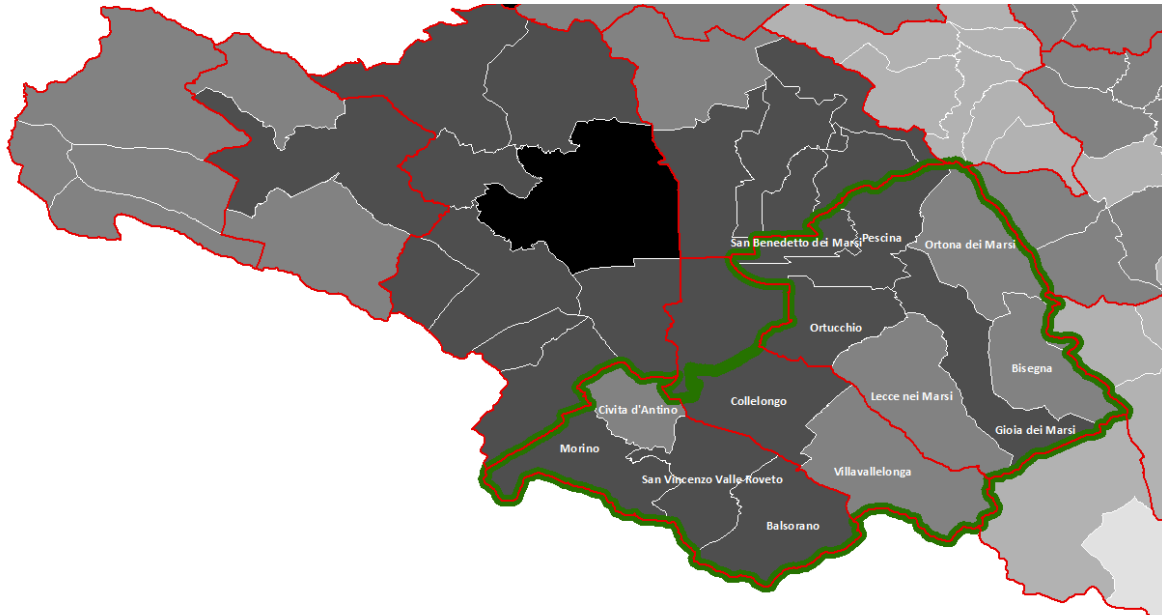 San Benedetto dei Marsi
Pescina
Ortona dei Marsi
Ortucchio
Bisegna
Lecce nei Marsi
Collelongo
Civita d'Antino
Gioia dei Marsi
Morino
Villavallelonga
San Vincenzo Valle Roveto
Balsorano